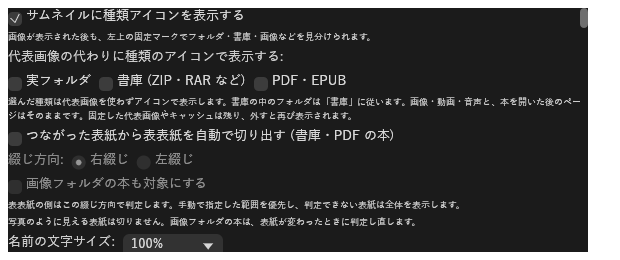 サムネイルに種類アイコンを表示する
画像が表示された後も、左上の固定マークでフォルダ・書庫・画像などを見分けられます。
代表画像の代わりに種類のアイコンで表示する:
実フォルダ 書庫 (ZIP・RAR など) PDF・EPUB
選んだ種類は代表画像を使わずアイコンで表示します。書庫の中のフォルダは「書庫」に従います。画像・動画・音声と、本を開いた後のペー
ジはそのままです。固定した代表画像やキャッシュは残り、外すと再び表示されます。
つながった表紙から表表紙を自動で切り出す (書庫・PDF の本)
綴じ方向: 右綴じ 左綴じ
画像フォルダの本も対象にする
表表紙の側はこの綴じ方向で判定します。手動で指定した範囲を優先し、判定できない表紙は全体を表示します。
写真のように見える表紙は切りません。画像フォルダの本は、表紙が変わったときに判定し直します。
名前の文字サイズ: 100%